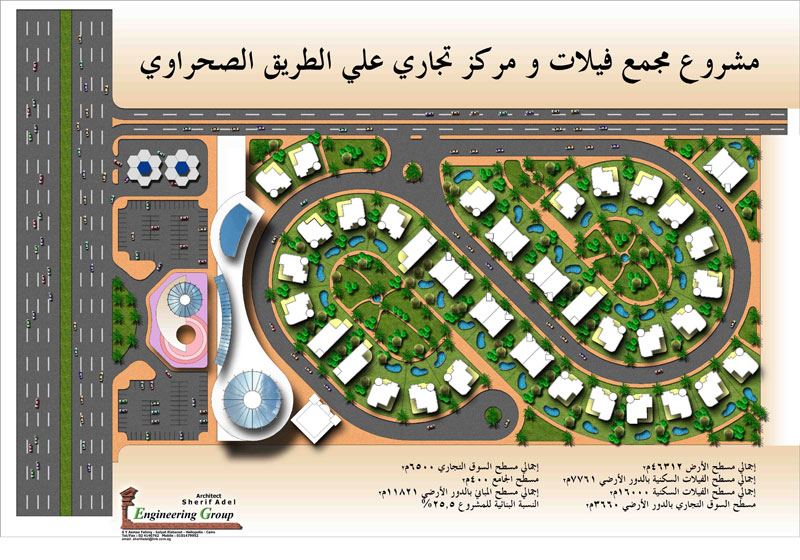 مشروع مجمع فيلات و مركز تجاري علي الطريق الصحراوي
إجمالي مسطح الأرض ٤٦٣١٢م٢
إجمالي مسطح الفيلات السكنية بالدور الأرضي ٧٧٦١م٢
إجمالي مسطح الفيلات السكنية ١٦٠٠٠م٢
مسطح السوق التجاري بالدور الأرضي ٣٦٦٠م٢
إجمالي مسطح السوق التجاري ٦٥٠٠م٢
مسطح الجامع ٤٠٠م٢
إجمالي مسطح المباني بالدور الأرضي ١١٨٢١م٢
النسبة البنائية للمشروع ٢٥,٥%
Architect
Sherif Adel
Engineering Group